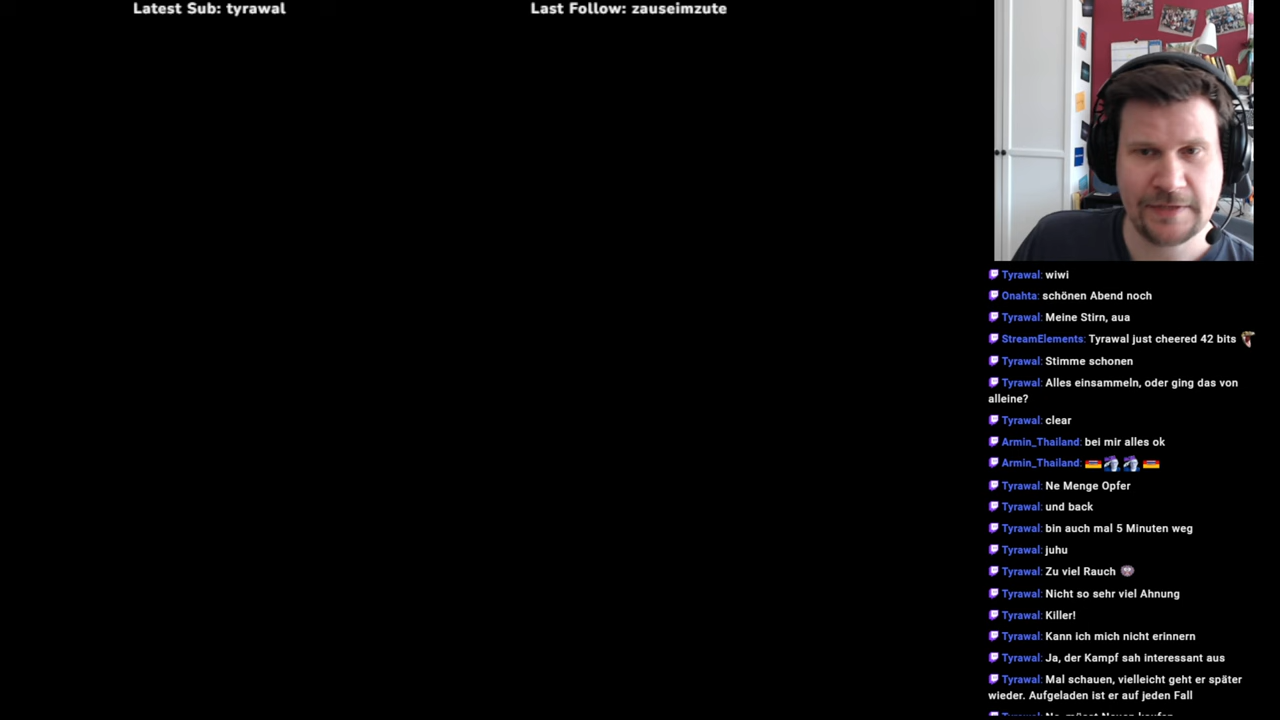 Latest Sub: tyrawal
Last Follow: zauseimzute
Tyrawal: wiwi
Onahta: schönen Abend noch
Tyrawal: Meine Stirn, aua
StreamElements: Tyrawal just cheered 42 bits
Tyrawal: Stimme schonen
Tyrawal: Alles einsammeln, oder ging das von
alleine?
Tyrawal: clear
Armin_Thailand: bei mir alles ok
Armin_Thailand:
Tyrawal: Ne Menge Opfer
Tyrawal: und back
Tyrawal: bin auch mal 5 Minuten weg
Tyrawal: juhu
Tyrawal: Zu viel Rauch
Tyrawal: Nicht so sehr viel Ahnung
Tyrawal: Killer!
Tyrawal: Kann ich mich nicht erinnern
Tyrawal: Ja, der Kampf sah interessant aus
Tyrawal: Mal schauen, vielleicht geht er später
wieder. Aufgeladen ist er auf jeden Fall